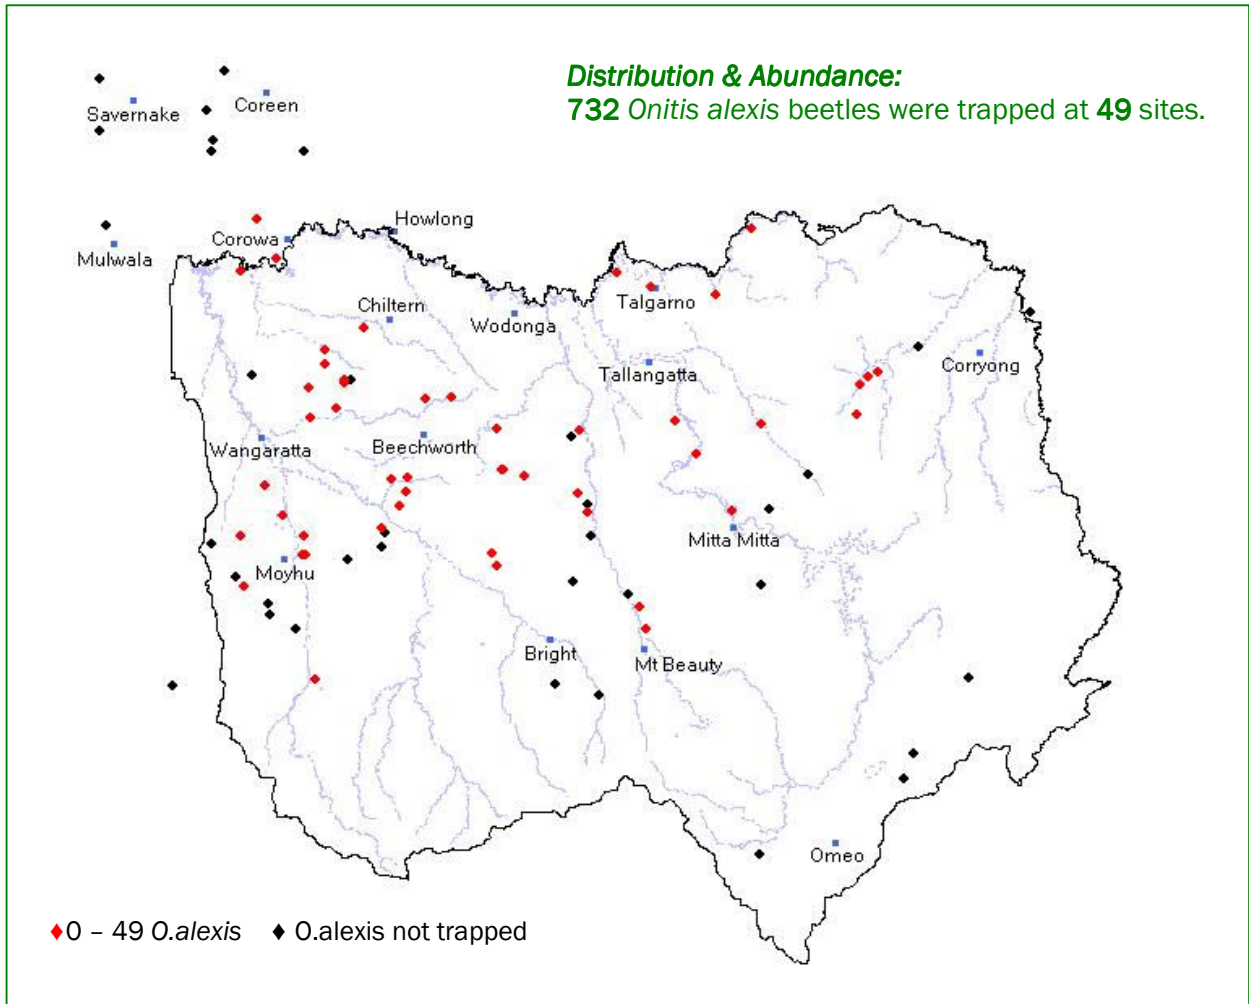 Distribution & Abundance:
732 Onitis alexis beetles were trapped at 49 sites.
Savernake
Coreen
Howlong
Corowa
Mulwala
Chiltern
Wodonga
Talgarno
Tallangatta
Corryong
Wangaratta
Beechworth
Mitta Mitta
Moyhu
Bright
Mt Beauty
Omeo
0 – 49 O.alexis
O.alexis not trapped